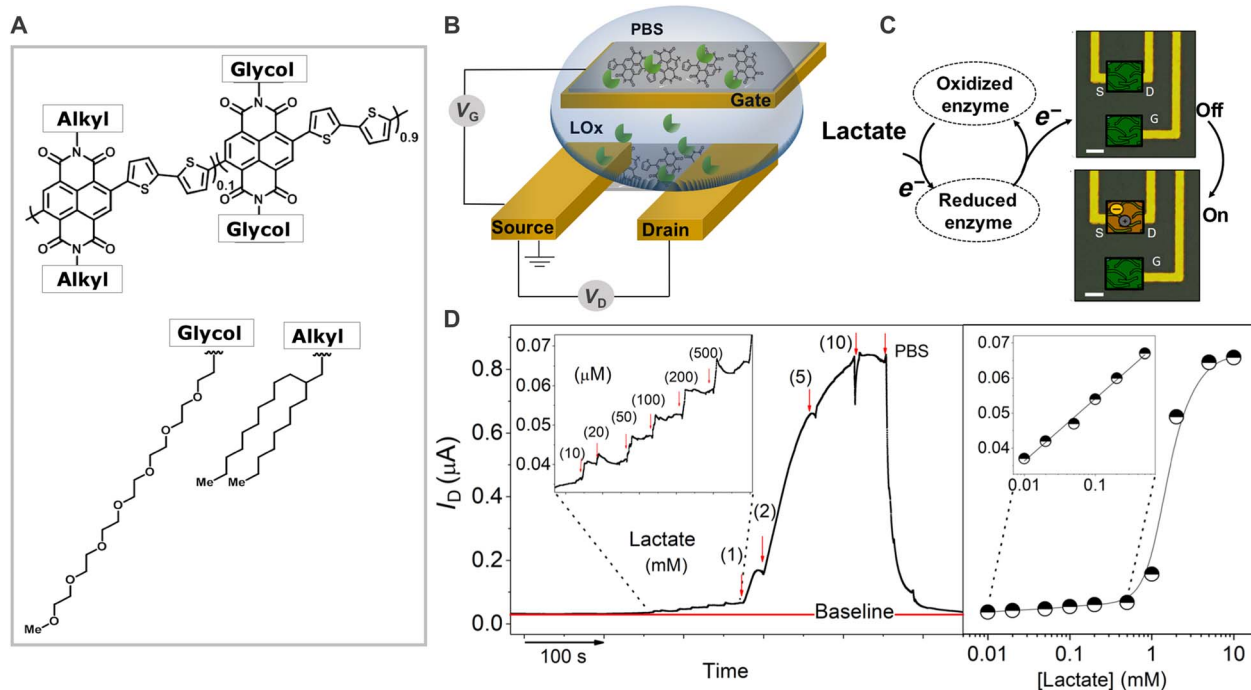 A
Glycol
Alkyl
N
O
O
O
O
N
S
S
0.9
0.1
S
S
O
O
O
O
N
N
Glycol
Alkyl
Glycol
Alkyl
O
O
O
O
O
O
Me
Me
Me
B
PBS
V_G
Gate
LOx
Source
Drain
V_D
C
Oxidized
enzyme
Lactate
e⁻
e⁻
Reduced
enzyme
S
D
G
Off
On
S
D
G
D
I_D (µA)
0.8
0.6
0.4
0.2
0.0
0.07
0.06
0.05
0.04
(µM)
(10)
(20)
(50)
(100)
(200)
(500)
Lactate
(mM)
(1)
(2)
(5)
(10)
PBS
Baseline
100 s
Time
0.07
0.06
0.05
0.04
0.01
0.1
0.01
0.1
1
10
[Lactate] (mM)